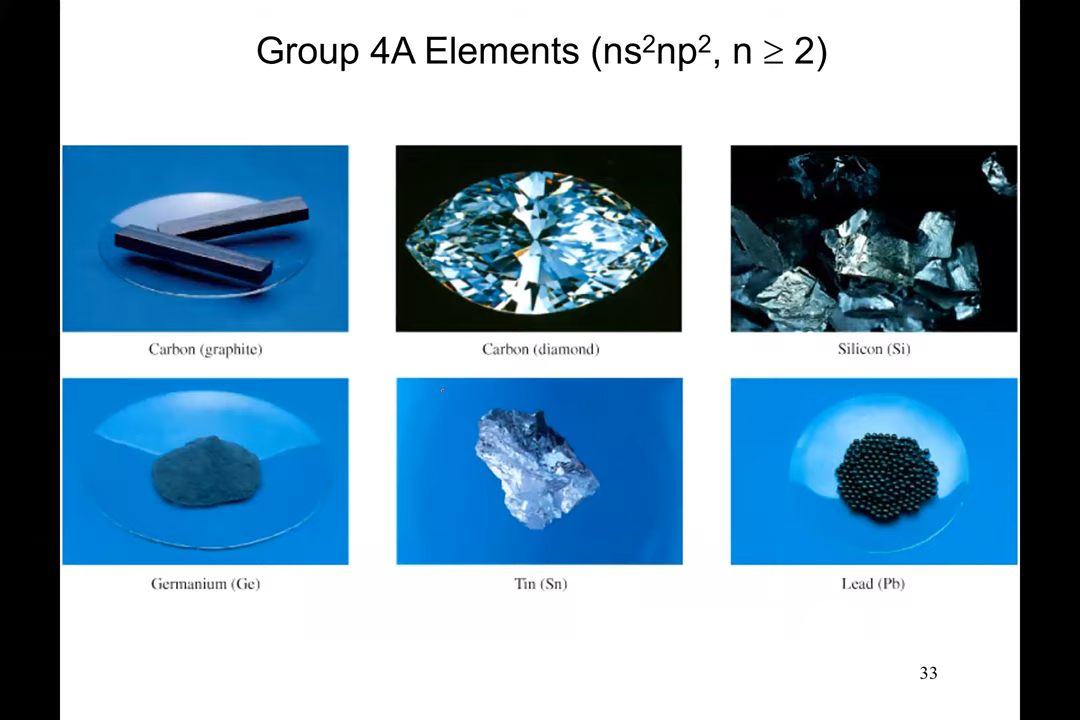 Group 4A Elements (ns²np², n ≥ 2)
Carbon (graphite)
Carbon (diamond)
Silicon (Si)
Germanium (Ge)
Tin (Sn)
Lead (Pb)
33